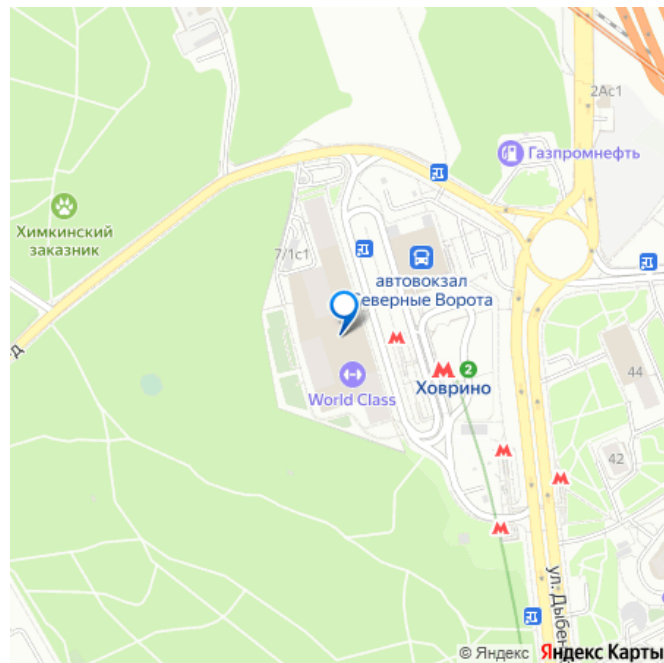 2Ас1
Газпромнефть
Химкинский
заказник
7/1с1
автовокзал
Северные Ворота
World Class
2
Ховрино
44
42
ул. Дыбен
© Яндекс Яндекс Карты